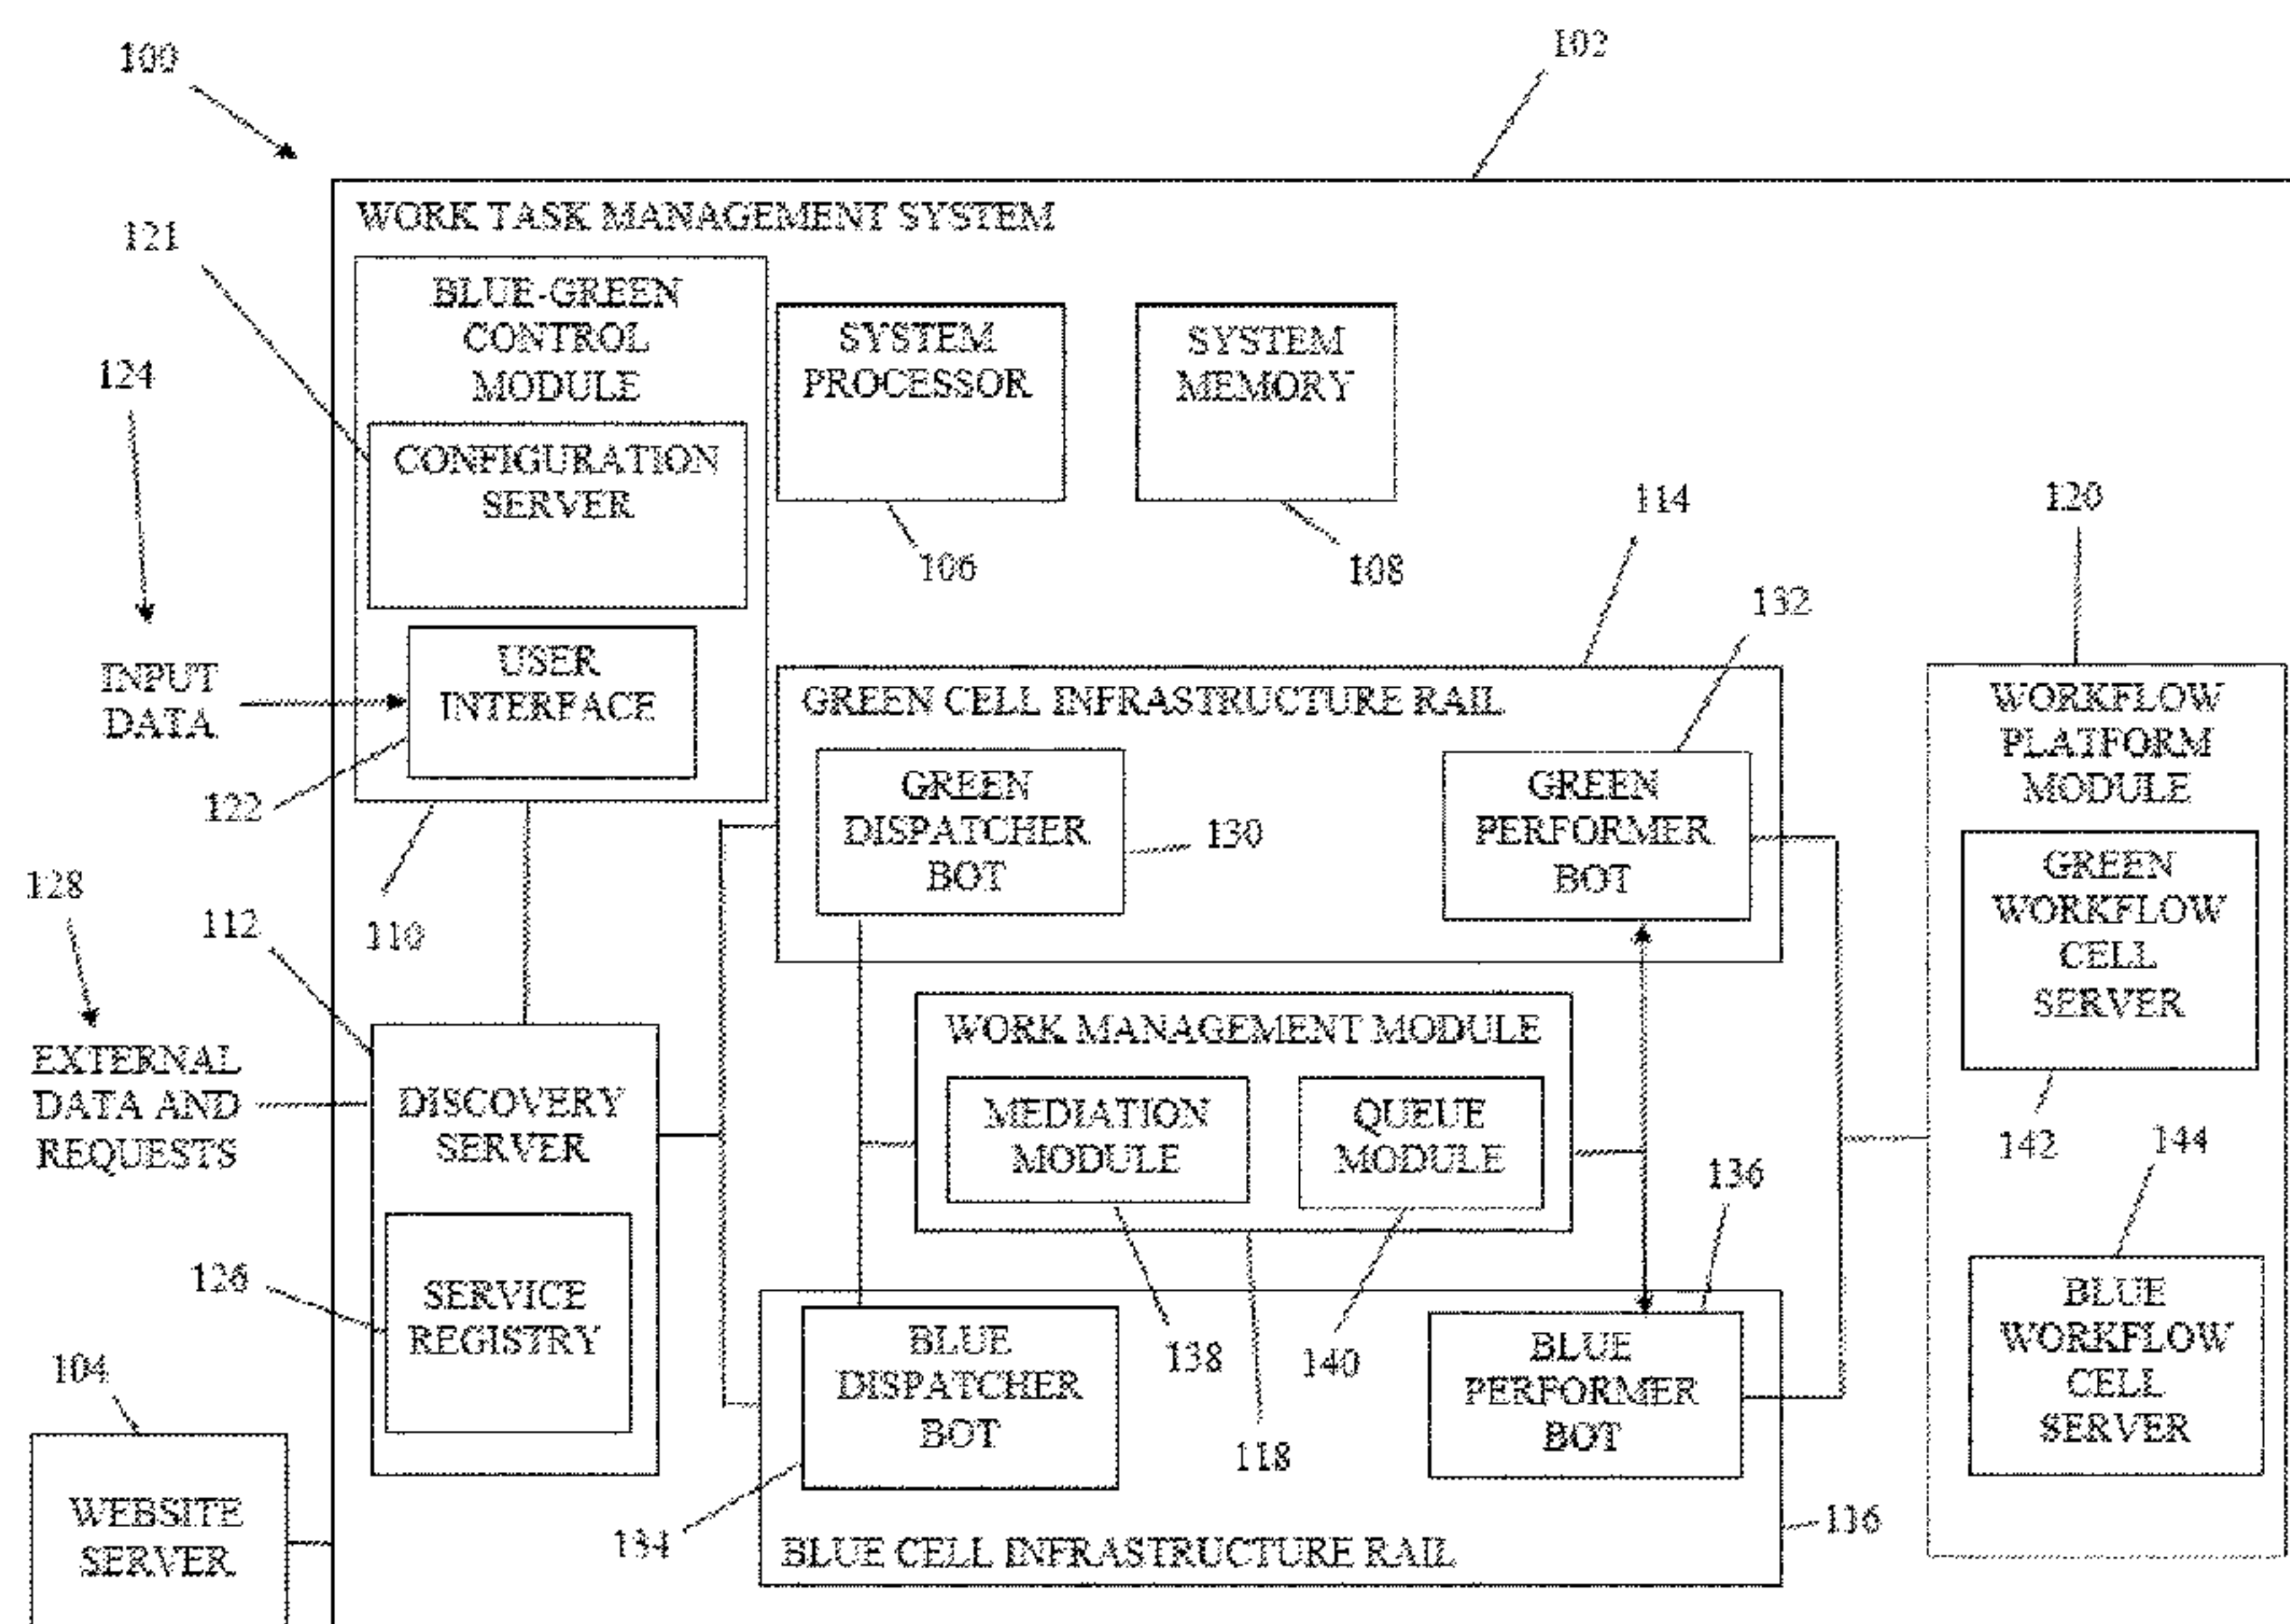 100
102
WORK TASK MANAGEMENT SYSTEM
121
BLUE-GREEN
CONTROL
MODULE
SYSTEM
PROCESSOR
SYSTEM
MEMORY
124
CONFIGURATION
SERVER
106
108
114
120
132
INPUT
DATA
USER
INTERFACE
122
110
GREEN CELL INFRASTRUCTURE RAIL
GREEN
DISPATCHER
BOT
130
GREEN
PERFORMER
BOT
WORKFLOW
PLATFORM
MODULE
GREEN
WORKFLOW
CELL
SERVER
142
144
128
112
EXTERNAL
DATA AND
REQUESTS
DISCOVERY
SERVER
WORK MANAGEMENT MODULE
MEDIATION
MODULE
QUEUE
MODULE
136
126
SERVICE
REGISTRY
138
140
118
BLUE
DISPATCHER
BOT
BLUE
PERFORMER
BOT
BLUE
WORKFLOW
CELL
SERVER
104
WEBSITE
SERVER
134
BLUE CELL INFRASTRUCTURE RAIL
116